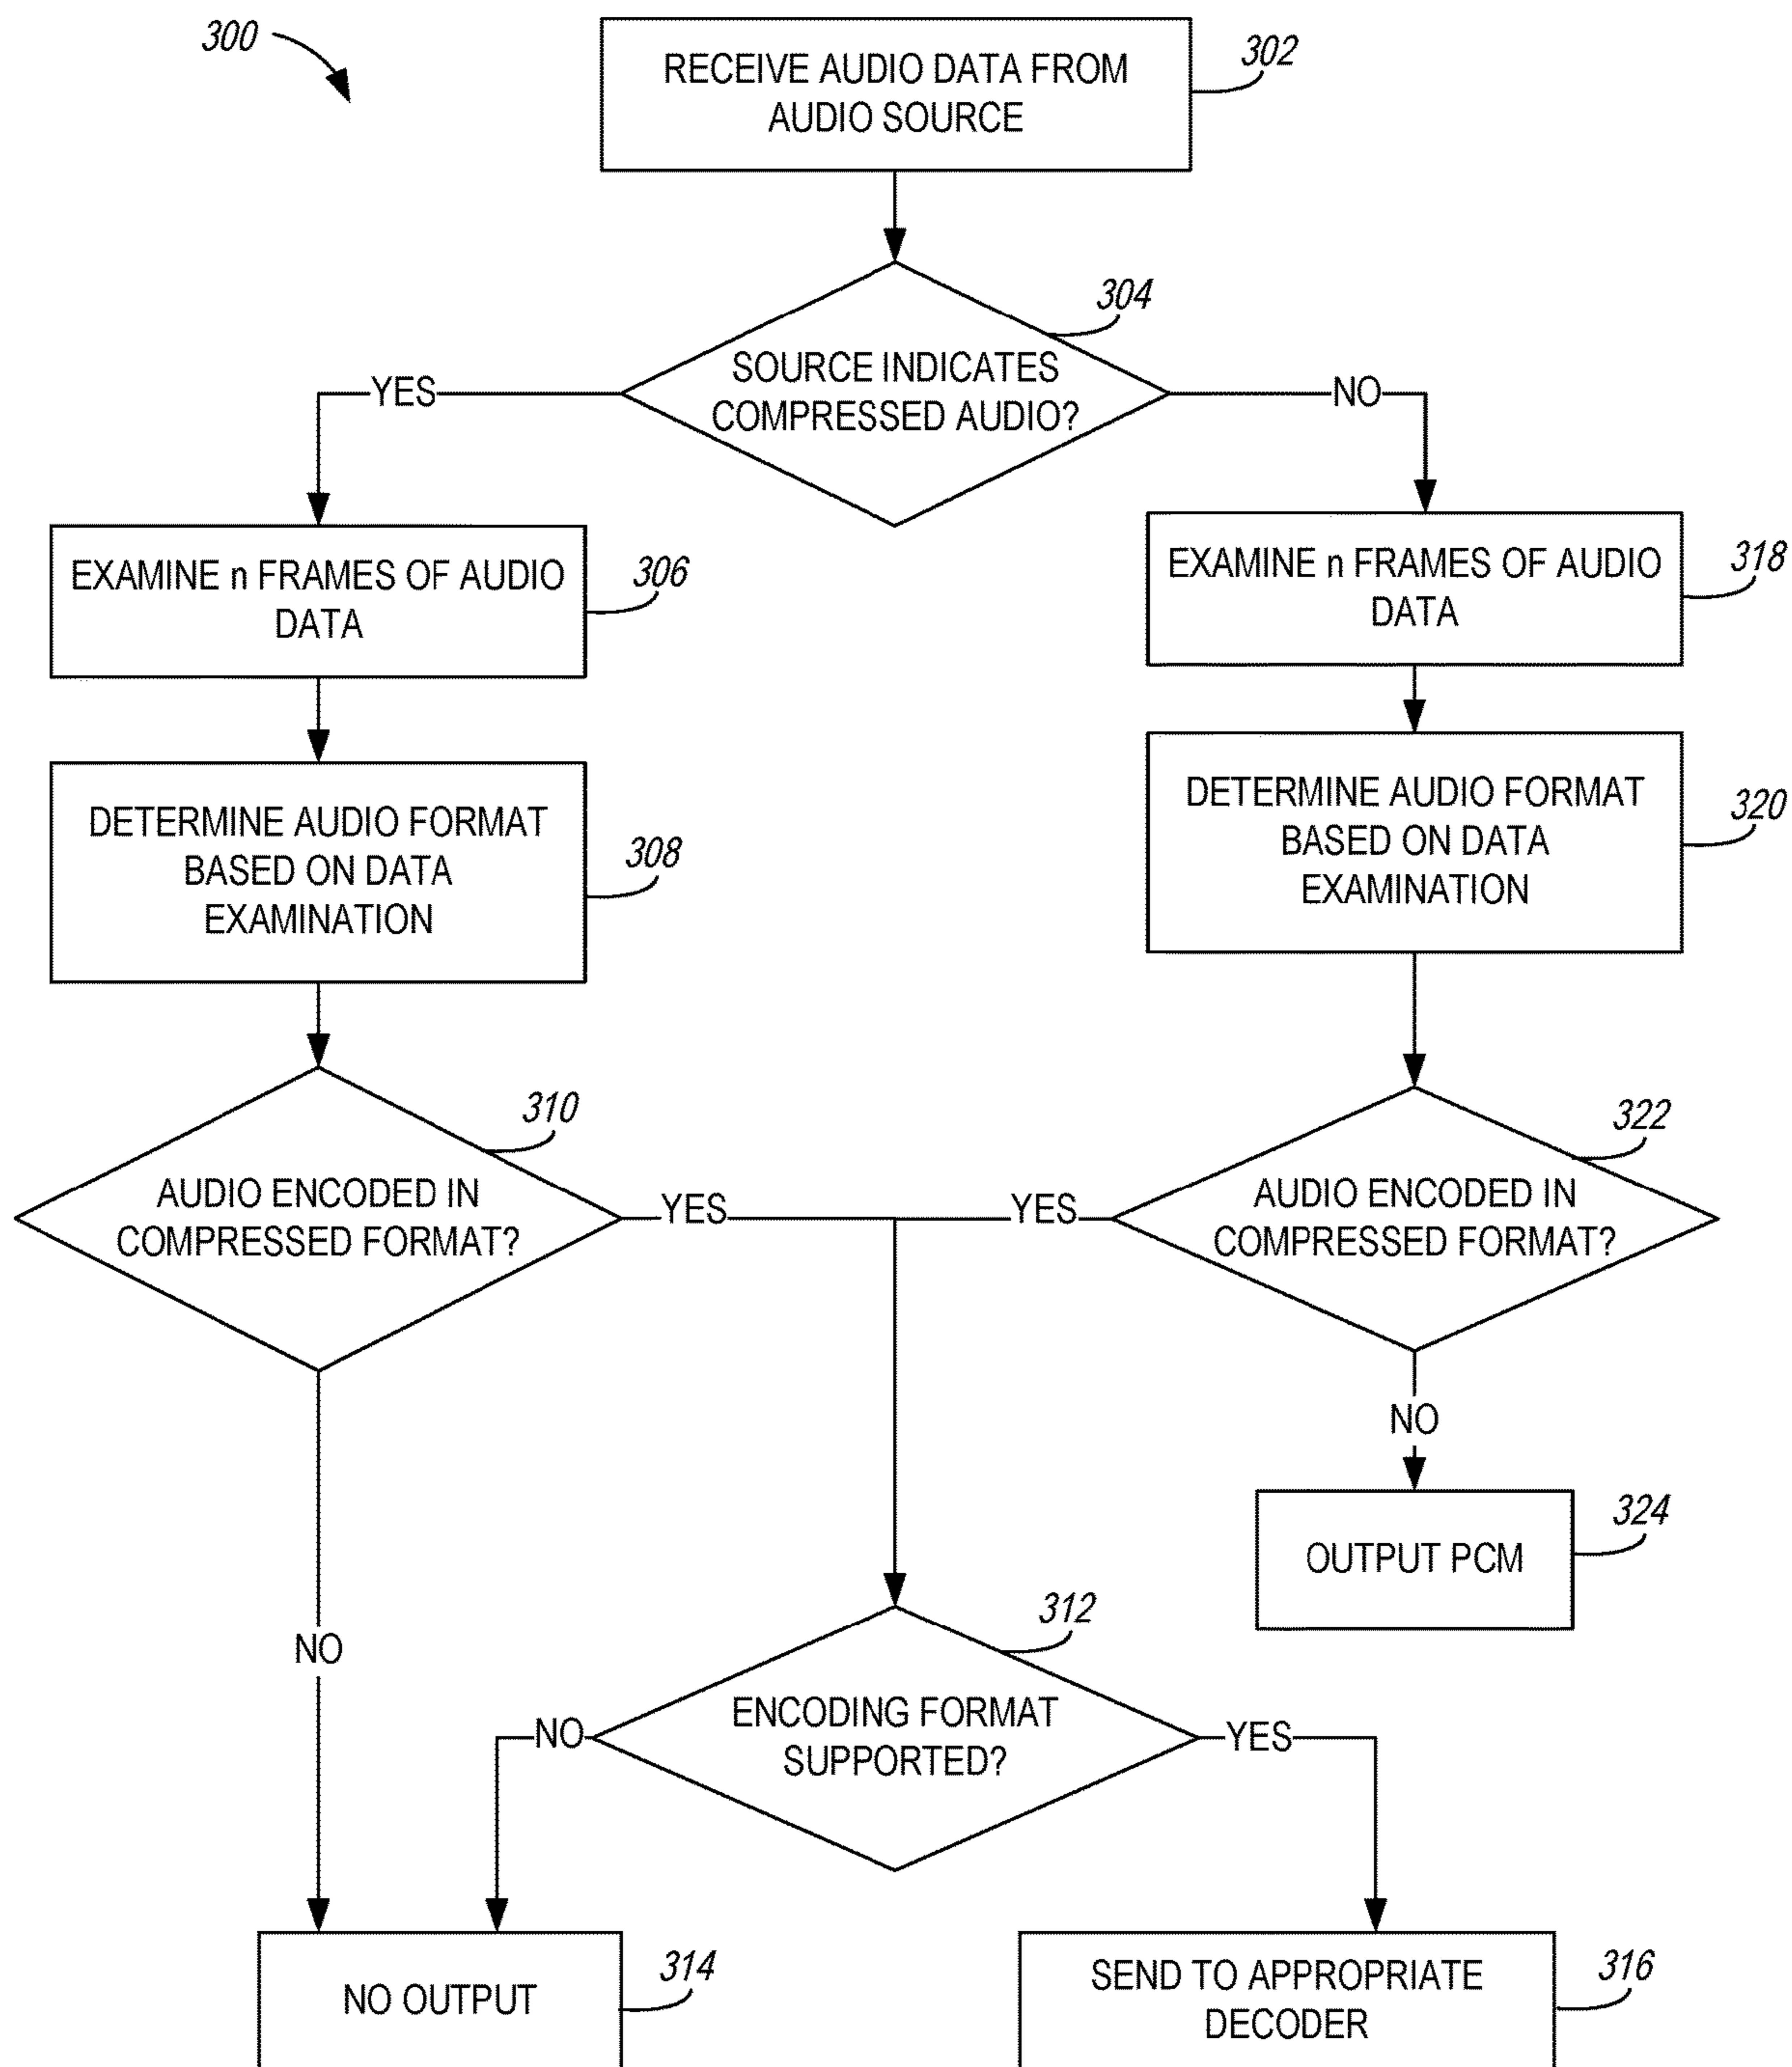 300
RECEIVE AUDIO DATA FROM
AUDIO SOURCE
302
304
SOURCE INDICATES
COMPRESSED AUDIO?
YES
NO
EXAMINE n FRAMES OF AUDIO
DATA
306
EXAMINE n FRAMES OF AUDIO
DATA
318
DETERMINE AUDIO FORMAT
BASED ON DATA
EXAMINATION
308
DETERMINE AUDIO FORMAT
BASED ON DATA
EXAMINATION
320
310
AUDIO ENCODED IN
COMPRESSED FORMAT?
YES
YES
322
AUDIO ENCODED IN
COMPRESSED FORMAT?
NO
NO
OUTPUT PCM
324
312
ENCODING FORMAT
SUPPORTED?
NO
YES
NO OUTPUT
314
SEND TO APPROPRIATE
DECODER
316